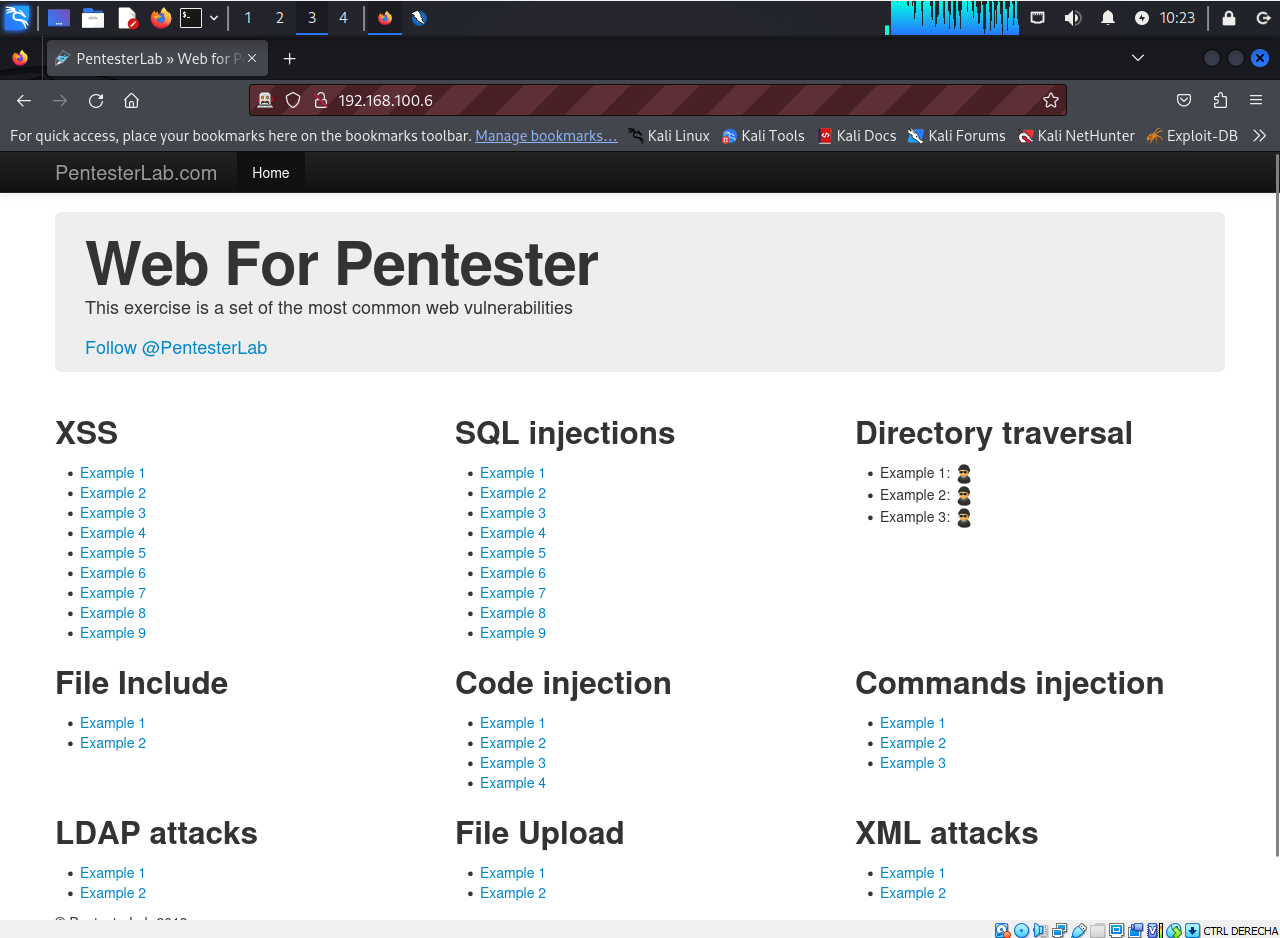 1 2 3 4 10:23
PentesterLab » Web for P
192.168.100.6
For quick access, place your bookmarks here on the bookmarks toolbar. Manage bookmarks… Kali Linux Kali Tools Kali Docs Kali Forums Kali NetHunter Exploit-DB
PentesterLab.com Home
Web For Pentester
This exercise is a set of the most common web vulnerabilities
Follow @PentesterLab
XSS
Example 1
Example 2
Example 3
Example 4
Example 5
Example 6
Example 7
Example 8
Example 9
SQL injections
Example 1
Example 2
Example 3
Example 4
Example 5
Example 6
Example 7
Example 8
Example 9
Directory traversal
Example 1:
Example 2:
Example 3:
File Include
Example 1
Example 2
Code injection
Example 1
Example 2
Example 3
Example 4
Commands injection
Example 1
Example 2
Example 3
LDAP attacks
Example 1
Example 2
File Upload
Example 1
Example 2
XML attacks
Example 1
Example 2
CTRL DERECHA